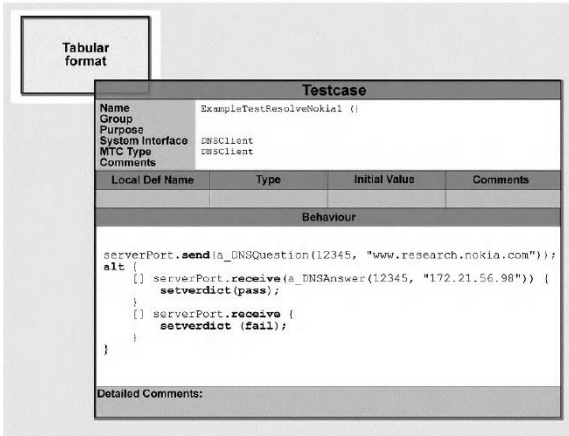 Tabular
format
Testcase
Name ExampleTestResolveNokia1 ()
Group
Purpose
System Interface DNSClient
MTC Type DNSClient
Comments
Local Def Name Type Initial Value Comments
Behaviour
serverPort.send(a_DNSQuestion(12345, "www.research.nokia.com"));
alt {
[] serverPort.receive(a_DNSAnswer(12345, "172.21.56.98")) {
setverdict(pass);
}
[] serverPort.receive {
setverdict (fail);
}
}
Detailed Comments: